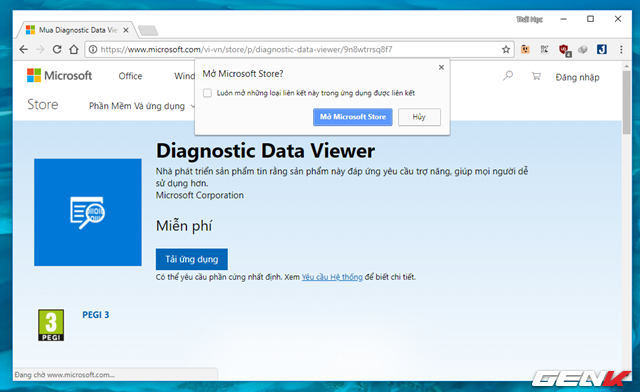 Thái Học
Mua Diagnostic Data Vie
https://www.microsoft.com/vi-vn/store/p/diagnostic-data-viewer/9n8wtrrsq8f7
Microsoft
Office
Wind
Đăng nhập
Store
Phần Mềm Và ứng dụng
Mở Microsoft Store?
Luôn mở những loại liên kết này trong ứng dụng được liên kết
Mở Microsoft Store
Hủy
Diagnostic Data Viewer
Nhà phát triển sản phẩm tin rằng sản phẩm này đáp ứng yêu cầu trợ năng, giúp mọi người dễ
sử dụng hơn.
Microsoft Corporation
Miễn phí
Tải ứng dụng
Có thể yêu cầu phần cứng nhất định. Xem Yêu cầu Hệ thống để biết chi tiết.
3
PEGI
PEGI 3
Đang chờ www.microsoft.com...
GENK